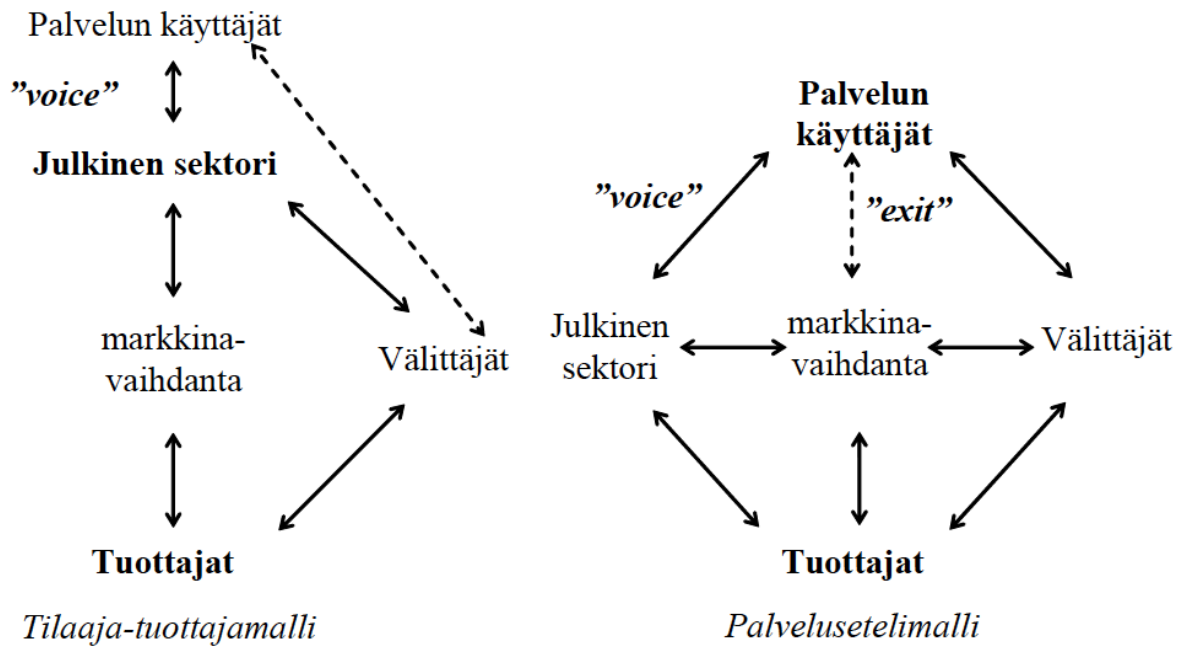 Palvelun käyttäjät
”voice”
Julkinen sektori
markkina-
vaihdanta
Välittäjät
Tuottajat
Tilaaja-tuottajamalli
Palvelun
käyttäjät
”voice”
”exit”
Julkinen
sektori
markkina-
vaihdanta
Välittäjät
Tuottajat
Palvelusetelimalli